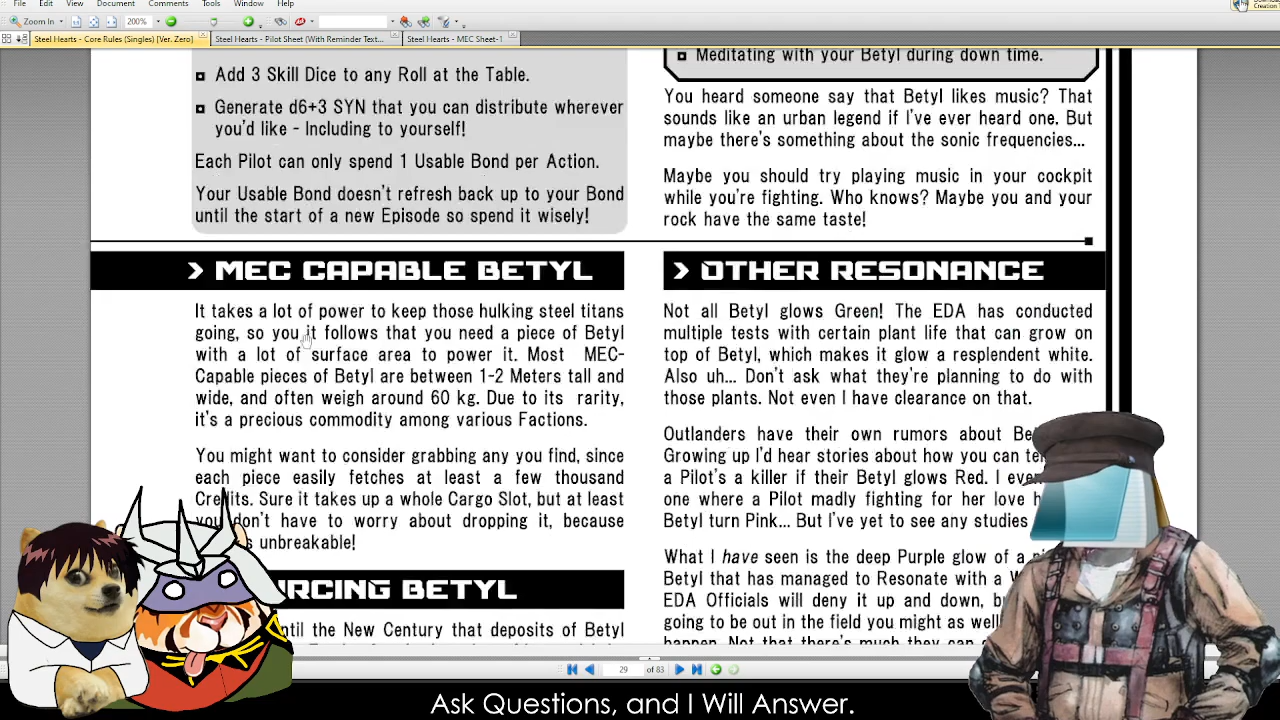 File Edit View Document Comments Tools Window Help
Zoom In 200%
Steel Hearts - Core Rules (Singles) [Ver. Zero] Steel Hearts - Pilot Sheet (With Reminder Text... Steel Hearts - MEC Sheet-1
Creation
Add 3 Skill Dice to any Roll at the Table.
Generate d6+3 SYN that you can distribute wherever
you'd like - Including to yourself!
Each Pilot can only spend 1 Usable Bond per Action.
Your Usable Bond doesn't refresh back up to your Bond
until the start of a new Episode so spend it wisely!
Meditating with your Betyl during down time.
You heard someone say that Betyl likes music? That
sounds like an urban legend if I've ever heard one. But
maybe there's something about the sonic frequencies...
Maybe you should try playing music in your cockpit
while you're fighting. Who knows? Maybe you and your
rock have the same taste!
> MEC CAPABLE BETYL
It takes a lot of power to keep those hulking steel titans
going, so you it follows that you need a piece of Betyl
with a lot of surface area to power it. Most MEC-
Capable pieces of Betyl are between 1-2 Meters tall and
wide, and often weigh around 60 kg. Due to its rarity,
it's a precious commodity among various Factions.
You might want to consider grabbing any you find, since
each piece easily fetches at least a few thousand
Credits. Sure it takes up a whole Cargo Slot, but at least
you don't have to worry about dropping it, because
unbreakable!
RCING BETYL
ntil the New Century that deposits of Betyl
> OTHER RESONANCE
Not all Betyl glows Green! The EDA has conducted
multiple tests with certain plant life that can grow on
top of Betyl, which makes it glow a resplendent white.
Also uh... Don't ask what they're planning to do with
those plants. Not even I have clearance on that.
Outlanders have their own rumors about Be
Growing up I'd hear stories about how you can te
a Pilot's a killer if their Betyl glows Red. I eve
one where a Pilot madly fighting for her love h
Betyl turn Pink... But I've yet to see any studies
What I have seen is the deep Purple glow of a
Betyl that has managed to Resonate with a W
EDA Officials will deny it up and down, b
going to be out in the field you might as well
happen. Not that there's much they can
29 of 83
Ask Questions, and I Will Answer.